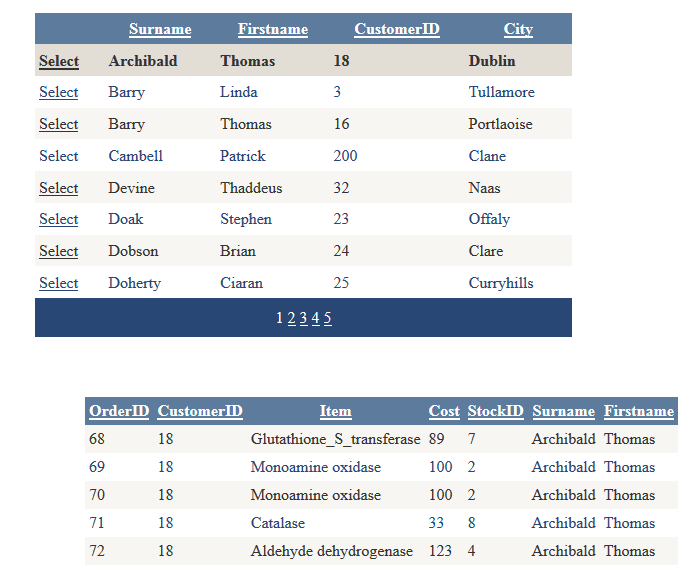 Surname Firstname CustomerID City
Select Archibald Thomas 18 Dublin
Select Barry Linda 3 Tullamore
Select Barry Thomas 16 Portlaoise
Select Cambell Patrick 200 Clane
Select Devine Thaddeus 32 Naas
Select Doak Stephen 23 Offaly
Select Dobson Brian 24 Clare
Select Doherty Ciaran 25 Curryhills
1 2 3 4 5
OrderID CustomerID Item Cost StockID Surname Firstname
68 18 Glutathione_S_transferase 89 7 Archibald Thomas
69 18 Monoamine oxidase 100 2 Archibald Thomas
70 18 Monoamine oxidase 100 2 Archibald Thomas
71 18 Catalase 33 8 Archibald Thomas
72 18 Aldehyde dehydrogenase 123 4 Archibald Thomas